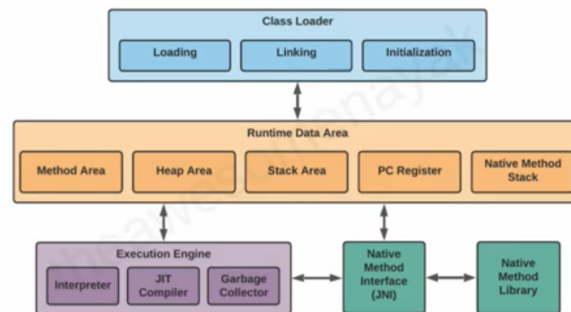 Class Loader
Loading
Linking
Initialization
Runtime Data Area
Method Area
Heap Area
Stack Area
PC Register
Native Method
Stack
Execution Engine
Interpreter
JIT
Compiler
Garbage
Collector
Native
Method
Interface
(JNI)
Native
Method
Library
theawesomenayak